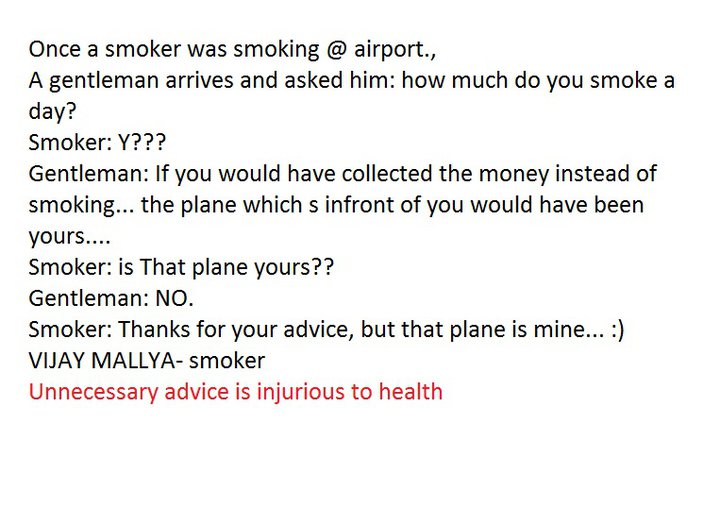 Once a smoker was smoking @ airport.,
A gentleman arrives and asked him: how much do you smoke a
day?
Smoker: Y???
Gentleman: If you would have collected the money instead of
smoking... the plane which s infront of you would have been
yours....
Smoker: is That plane yours??
Gentleman: NO.
Smoker: Thanks for your advice, but that plane is mine... :)
VIJAY MALLYA- smoker
Unnecessary advice is injurious to health